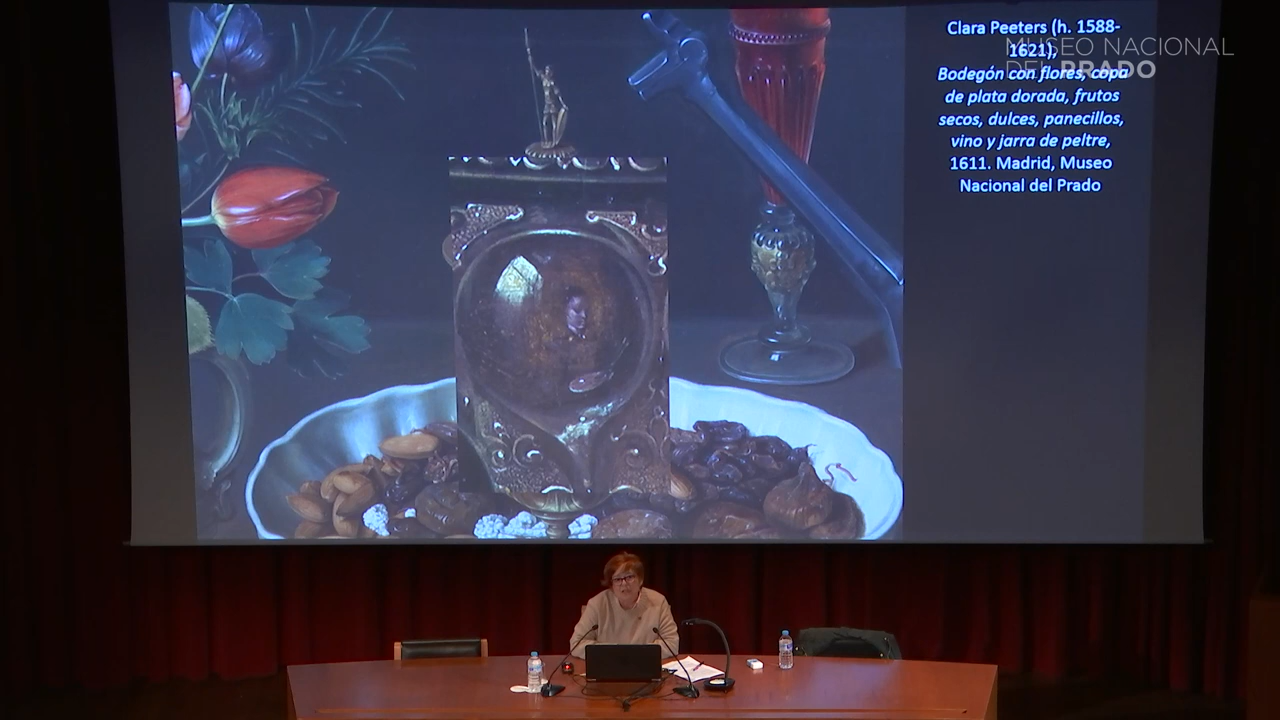 Clara Peeters (h. 1588-
1621),
Bodegón con flores, copa
de plata dorada, frutos
secos, dulces, panecillos,
vino y jarra de peltre,
1611. Madrid, Museo
Nacional del Prado
MUSEO NACIONAL
DEL PRADO